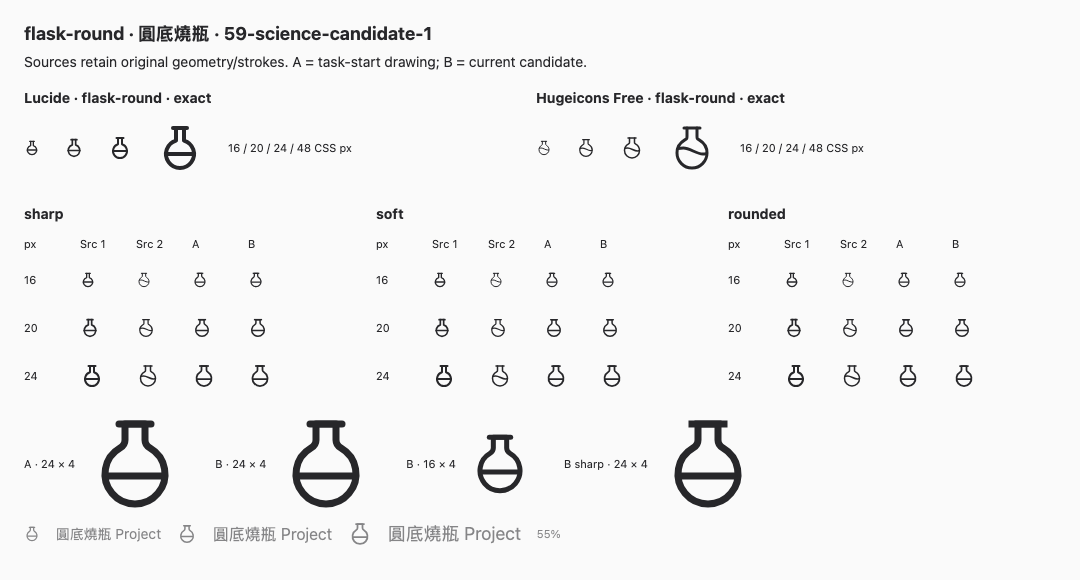 flask-round · 圓底燒瓶 · 59-science-candidate-1
Sources retain original geometry/strokes. A = task-start drawing; B = current candidate.
Lucide · flask-round · exact
Hugeicons Free · flask-round · exact
16 / 20 / 24 / 48 CSS px
16 / 20 / 24 / 48 CSS px
sharp
soft
rounded
px Src 1 Src 2 A B
px Src 1 Src 2 A B
px Src 1 Src 2 A B
16
16
16
20
20
20
24
24
24
A · 24 × 4
B · 24 × 4
B · 16 × 4
B sharp · 24 × 4
圓底燒瓶 Project
圓底燒瓶 Project
圓底燒瓶 Project
55%